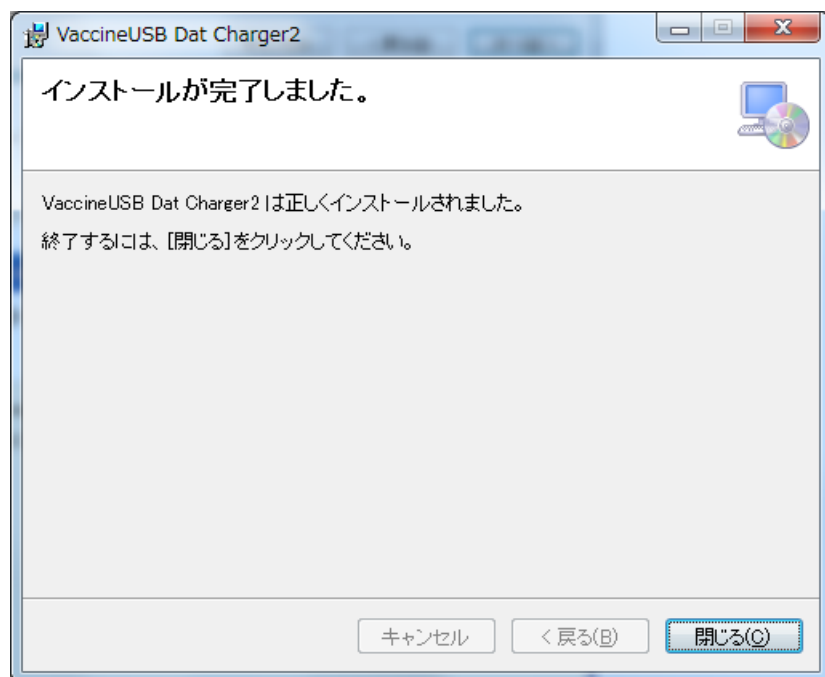 VaccineUSB Dat Charger2
インストールが完了しました。
VaccineUSB Dat Charger2 は正しくインストールされました。
終了するには、[閉じる]をクリックしてください。
キャンセル
< 戻る(B)
閉じる(C)